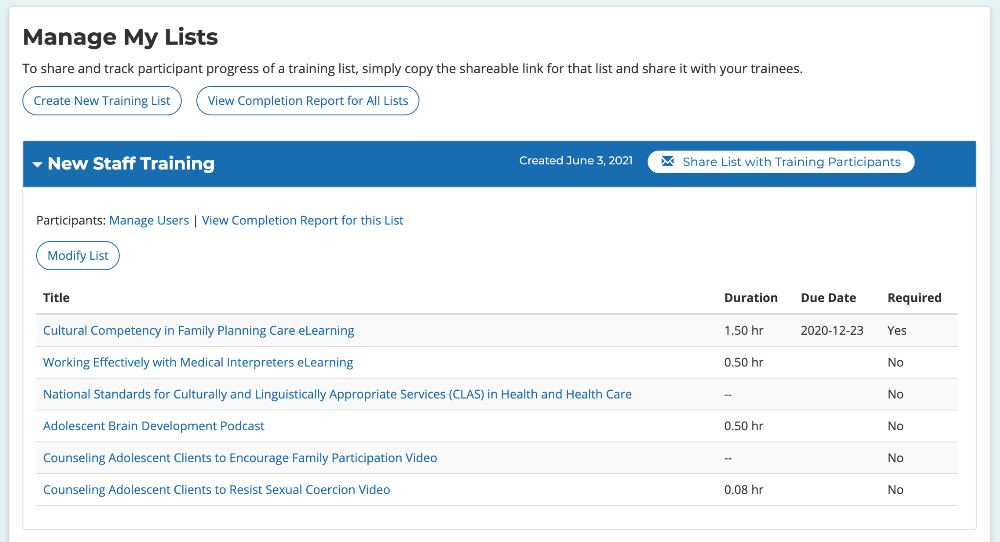 Manage My Lists
To share and track participant progress of a training list, simply copy the shareable link for that list and share it with your trainees.
Create New Training List View Completion Report for All Lists
New Staff Training Created June 3, 2021 Share List with Training Participants
Participants: Manage Users | View Completion Report for this List
Modify List
Title Duration Due Date Required
Cultural Competency in Family Planning Care eLearning 1.50 hr 2020-12-23 Yes
Working Effectively with Medical Interpreters eLearning 0.50 hr No
National Standards for Culturally and Linguistically Appropriate Services (CLAS) in Health and Health Care -- No
Adolescent Brain Development Podcast 0.50 hr No
Counseling Adolescent Clients to Encourage Family Participation Video -- No
Counseling Adolescent Clients to Resist Sexual Coercion Video 0.08 hr No